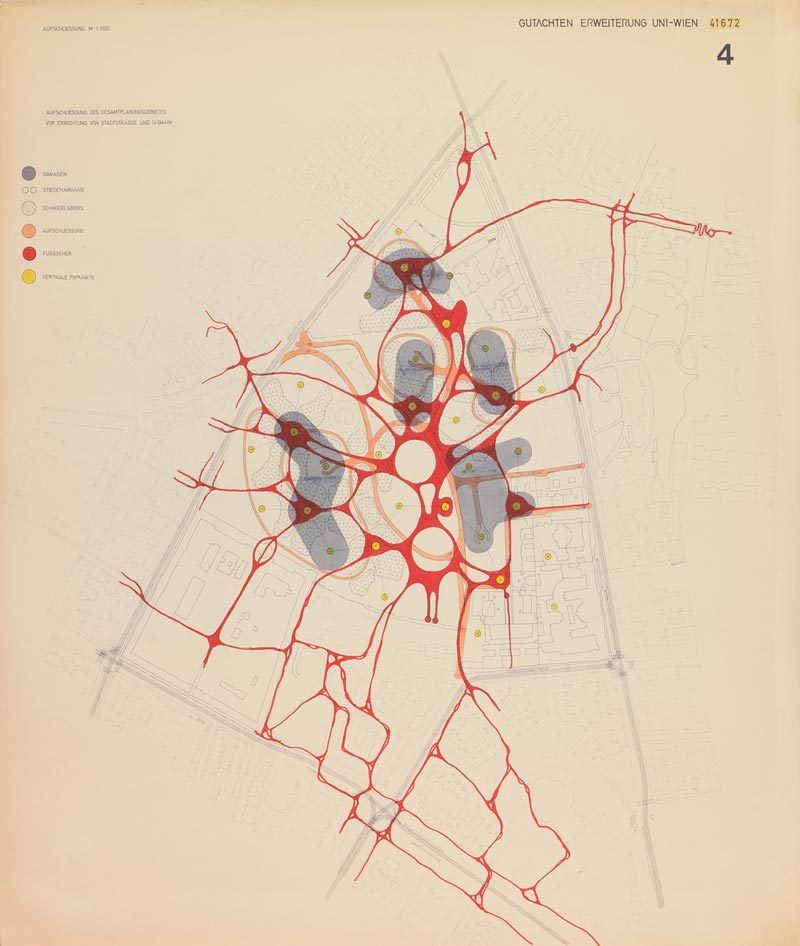 AUFSCHLIESSUNG M 1:1000
GUTACHTEN ERWEITERUNG UNI-WIEN 41672
4
AUFSCHLIESSUNG DES GESAMTPLANUNGSGEBIETES
VOR ERRICHTUNG VON STADTSTRASSE UND U-BAHN
GARAGEN
STIEGENABGANG
SCHWERLABORS
AUFSCHLIESSUNG
FUSSGEHER
VERTIKALE FIXPUNKTE